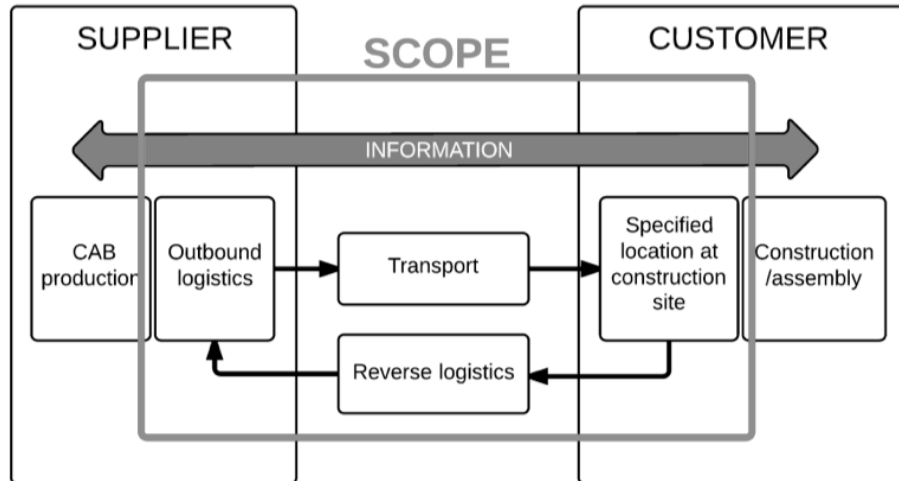 SUPPLIER
SCOPE
CUSTOMER
INFORMATION
CAB
production
Outbound
logistics
Transport
Specified
location at
construction
site
Construction
/assembly
Reverse logistics